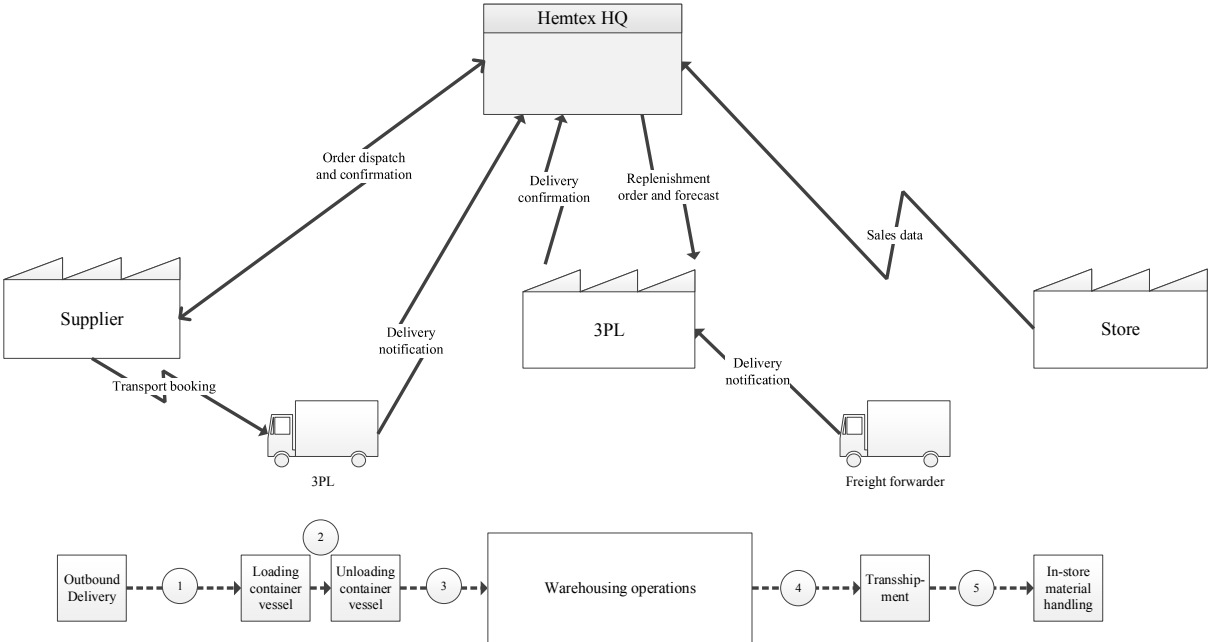 Hemtex HQ
Order dispatch
and confirmation
Delivery
confirmation
Replenishment
order and forecast
Sales data
Supplier
3PL
Store
Delivery
notification
Delivery
notification
Transport booking
3PL
Freight forwarder
2
Outbound
Delivery
1
Loading
container
vessel
Unloading
container
vessel
3
Warehousing operations
4
Transship-
ment
5
In-store
material
handling